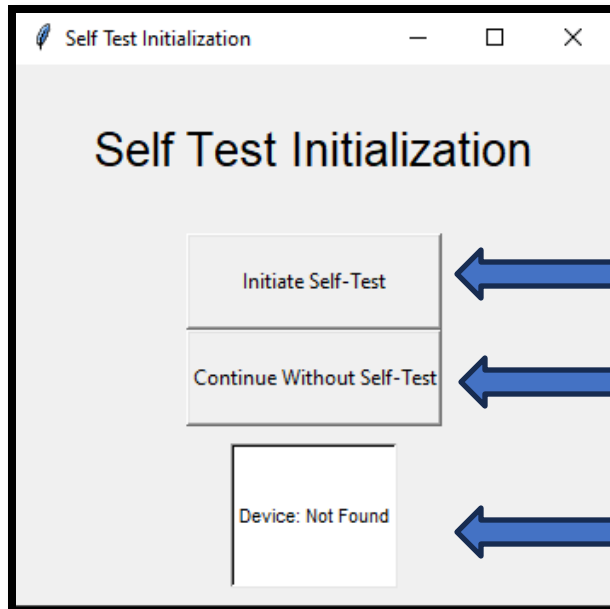 Self Test Initialization
Self Test Initialization
Initiate Self-Test
Continue Without Self-Test
Device: Not Found